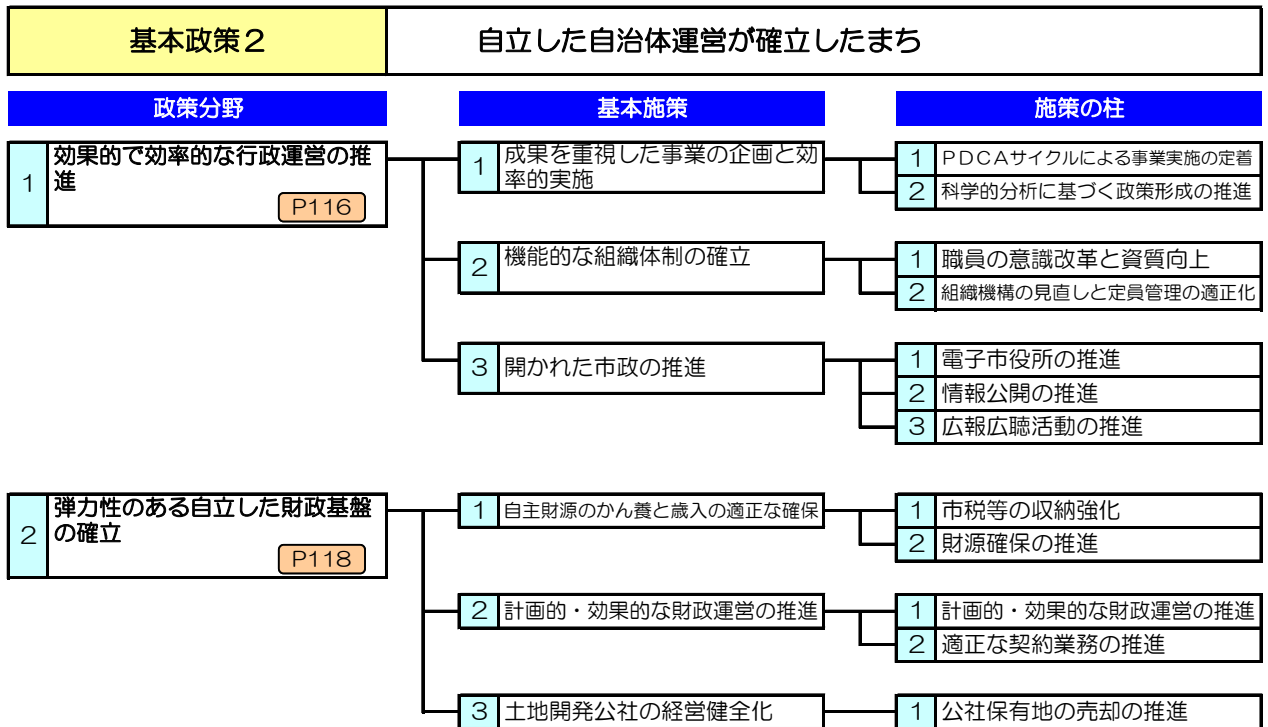 基本政策２
自立した自治体運営が確立したまち
政策分野
基本施策
施策の柱
1
効果的で効率的な行政運営の推
進
P116
1
成果を重視した事業の企画と効
率的実施
1
ＰＤＣＡサイクルによる事業実施の定着
2
科学的分析に基づく政策形成の推進
2
機能的な組織体制の確立
1
職員の意識改革と資質向上
2
組織機構の見直しと定員管理の適正化
3
開かれた市政の推進
1
電子市役所の推進
2
情報公開の推進
3
広報広聴活動の推進
2
弾力性のある自立した財政基盤
の確立
P118
1
自主財源のかん養と歳入の適正な確保
1
市税等の収納強化
2
財源確保の推進
2
計画的・効果的な財政運営の推進
1
計画的・効果的な財政運営の推進
2
適正な契約業務の推進
3
土地開発公社の経営健全化
1
公社保有地の売却の推進